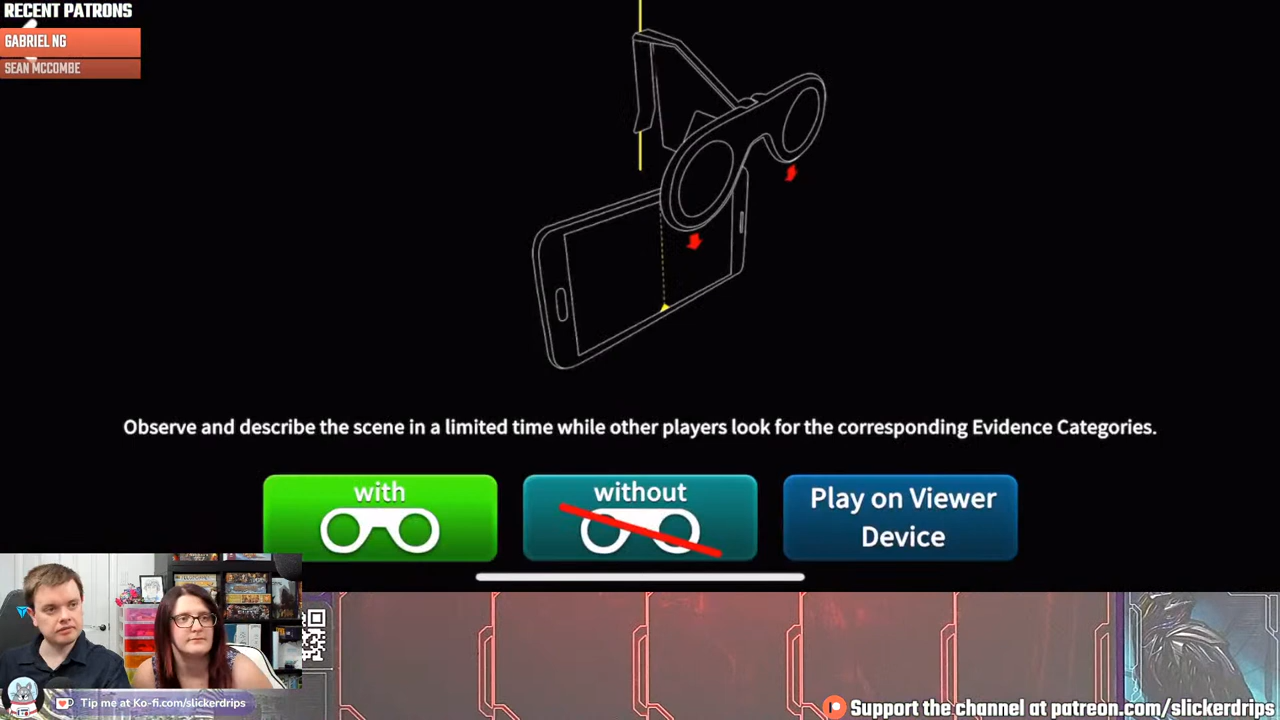 RECENT PATRONS
GABRIEL NG
SEAN MCCOMBE
Observe and describe the scene in a limited time while other players look for the corresponding Evidence Categories.
with
without
Play on Viewer
Device
Tip me at Ko-fi.com/slickerdrips
Support the channel at patreon.com/slickerdrips